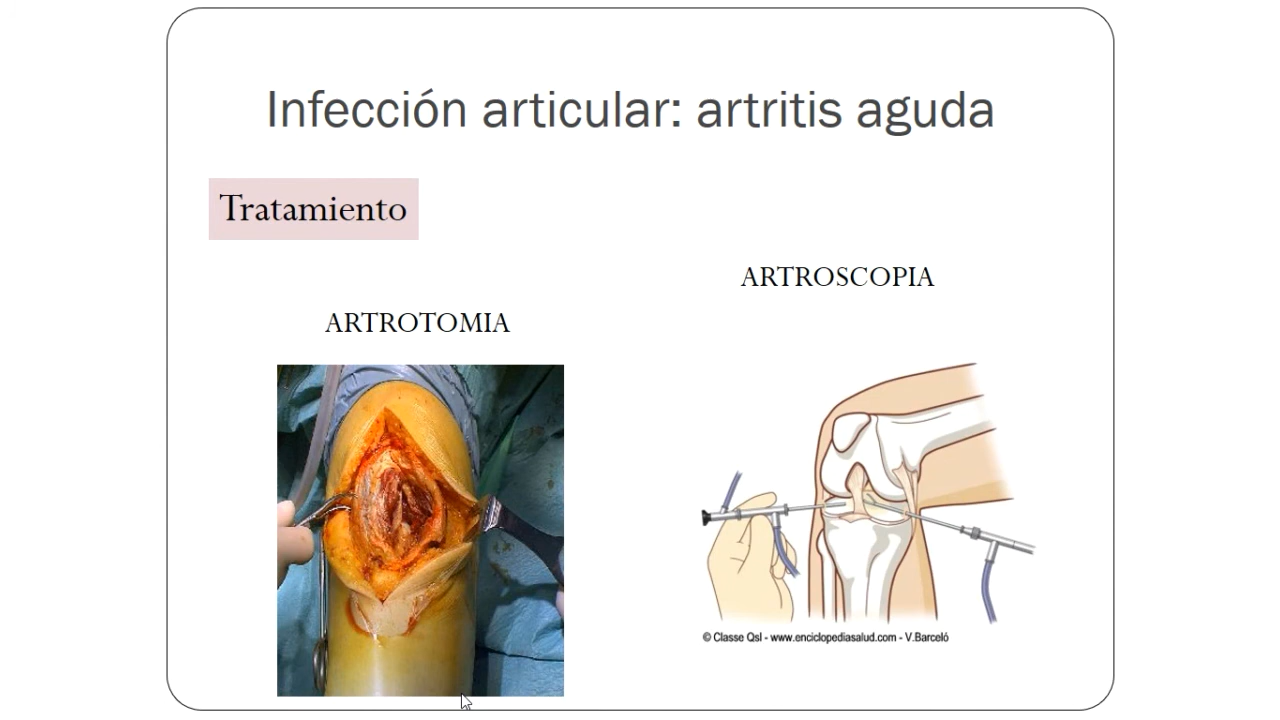 Infección articular: artritis aguda
Tratamiento
ARTROSCOPIA
ARTROTOMIA
© Classe Qsl - www.enciclopediasalud.com - V.Barceló